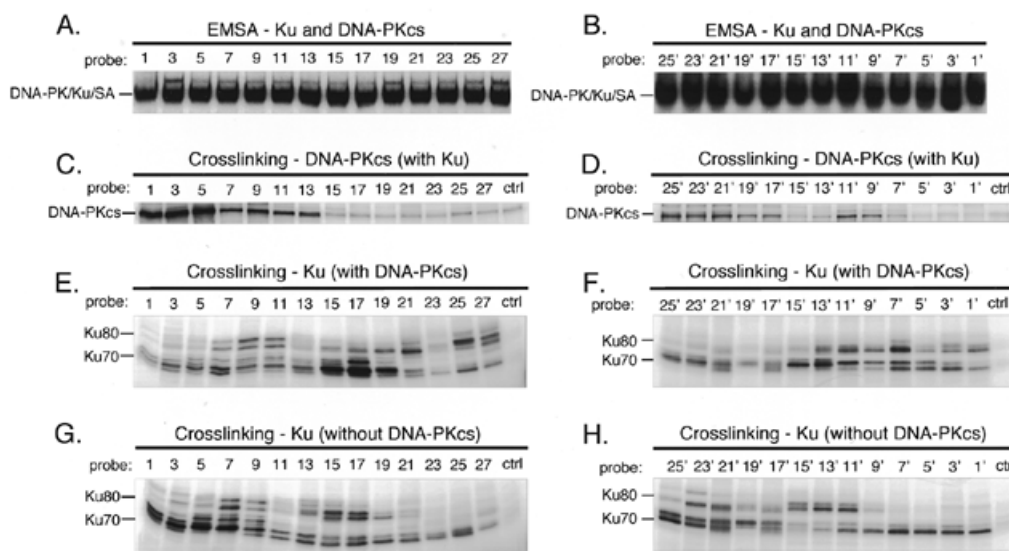 A. EMSA - Ku and DNA-PKcs
probe: 1 3 5 7 9 11 13 15 17 19 21 23 25 27
DNA-PK/Ku/SA
B. EMSA - Ku and DNA-PKcs
probe: 25' 23' 21' 19' 17' 15' 13' 11' 9' 7' 5' 3' 1'
DNA-PK/Ku/SA
C. Crosslinking - DNA-PKcs (with Ku)
probe: 1 3 5 7 9 11 13 15 17 19 21 23 25 27 ctrl
DNA-PKcs
D. Crosslinking - DNA-PKcs (with Ku)
probe: 25' 23' 21' 19' 17' 15' 13' 11' 9' 7' 5' 3' 1' ctrl
DNA-PKcs
E. Crosslinking - Ku (with DNA-PKcs)
probe: 1 3 5 7 9 11 13 15 17 19 21 23 25 27 ctrl
Ku80
Ku70
F. Crosslinking - Ku (with DNA-PKcs)
probe: 25' 23' 21' 19' 17' 15' 13' 11' 9' 7' 5' 3' 1' ctrl
Ku80
Ku70
G. Crosslinking - Ku (without DNA-PKcs)
probe: 1 3 5 7 9 11 13 15 17 19 21 23 25 27 ctrl
Ku80
Ku70
H. Crosslinking - Ku (without DNA-PKcs)
probe: 25' 23' 21' 19' 17' 15' 13' 11' 9' 7' 5' 3' 1' ctrl
Ku80
Ku70